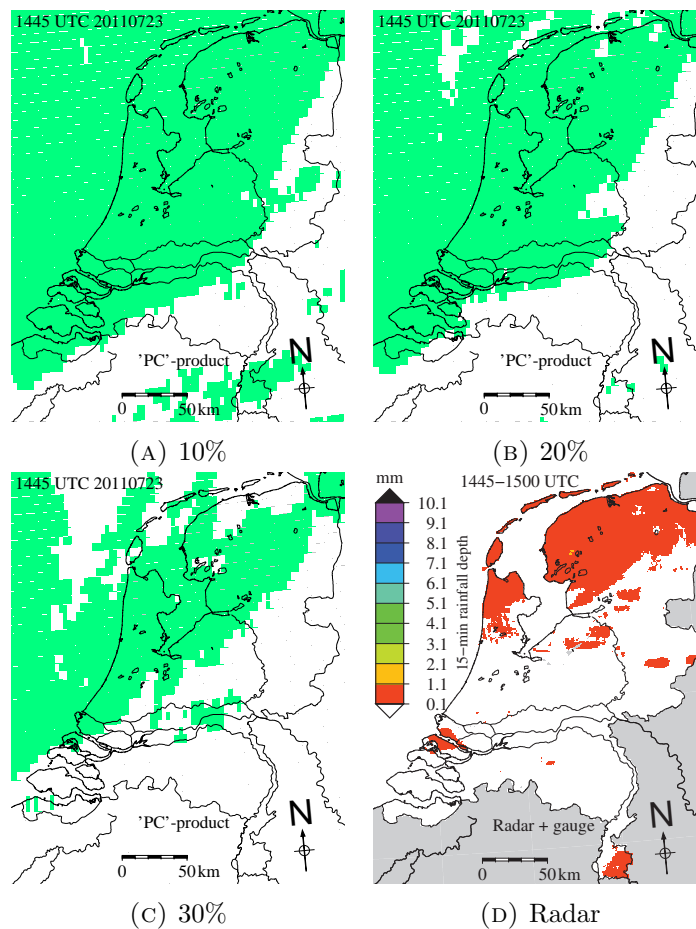 1445 UTC 20110723
'PC'-product
N
0 50 km
(A) 10%
1445 UTC 20110723
'PC'-product
N
0 50 km
(B) 20%
1445 UTC 20110723
'PC'-product
N
0 50 km
(C) 30%
1445−1500 UTC
mm
10.1
9.1
8.1
7.1
6.1
5.1
4.1
3.1
2.1
1.1
0.1
15−min rainfall depth
Radar + gauge
N
0 50 km
(D) Radar